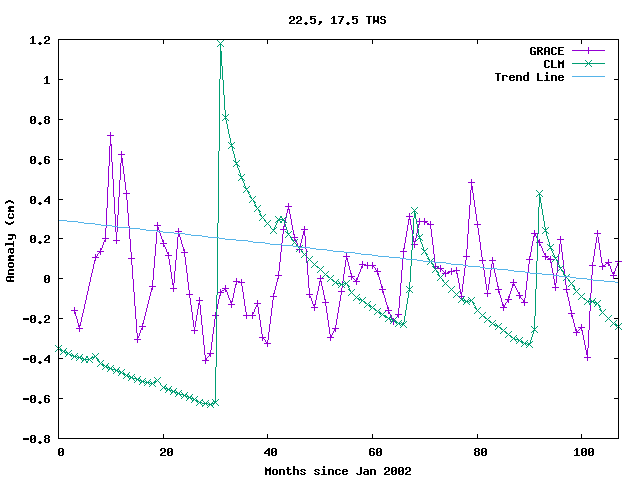 22.5, 17.5 TWS
GRACE
CLM
Trend Line
Anomaly (cm)
1.2
1
0.8
0.6
0.4
0.2
0
-0.2
-0.4
-0.6
-0.8
0 20 40 60 80 100
Months since Jan 2002